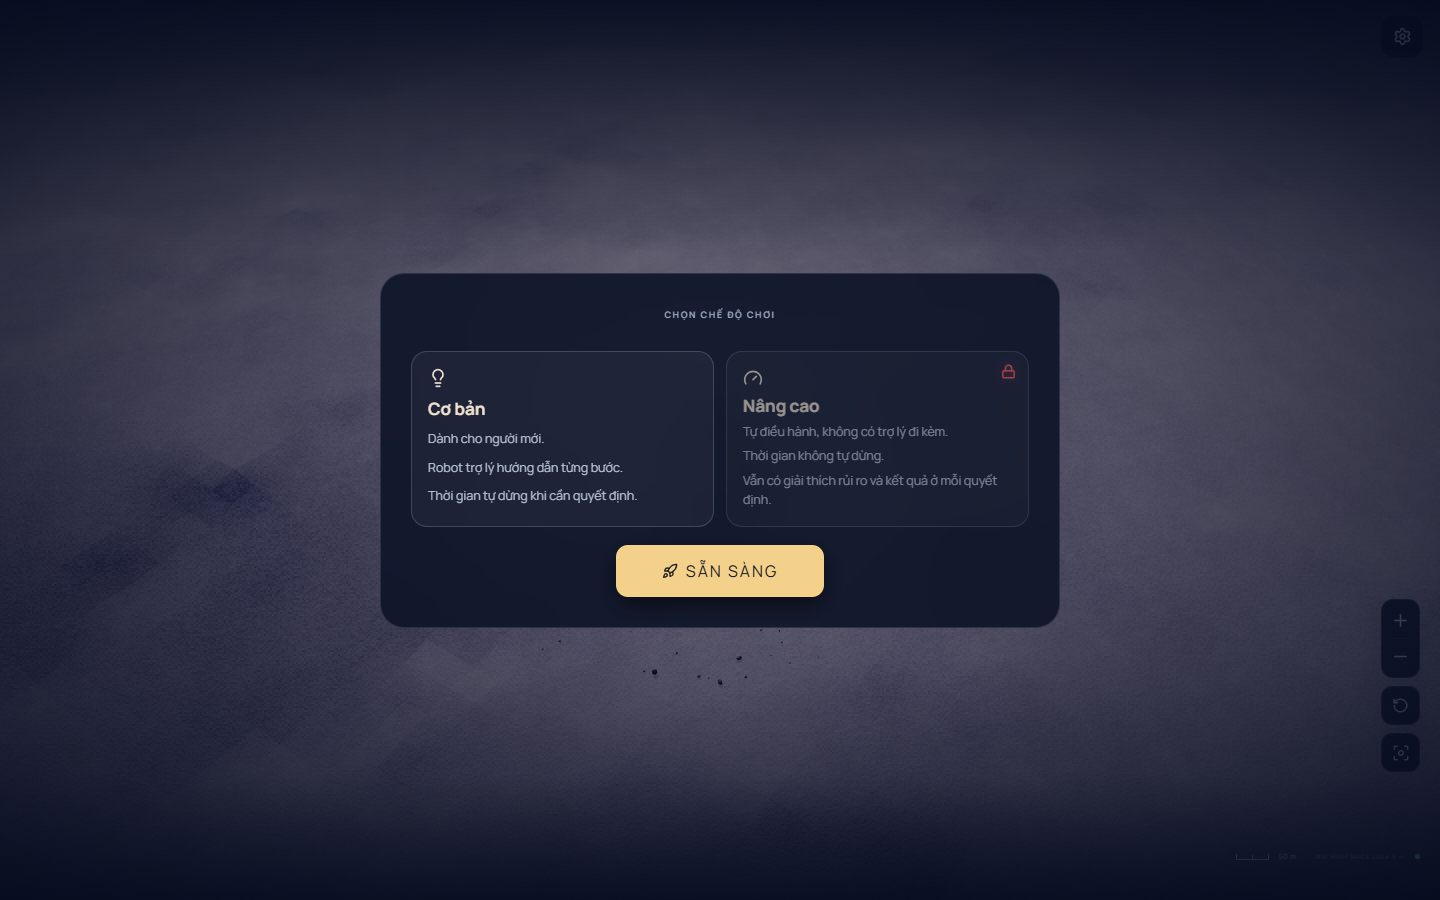 CHỌN CHẾ ĐỘ CHƠI
Cơ bản
Dành cho người mới.
Robot trợ lý hướng dẫn từng bước.
Thời gian tự dừng khi cần quyết định.
Nâng cao
Tự điều hành, không có trợ lý đi kèm.
Thời gian không tự dừng.
Vẫn có giải thích rủi ro và kết quả ở mỗi quyết
định.
SẴN SÀNG
50 m